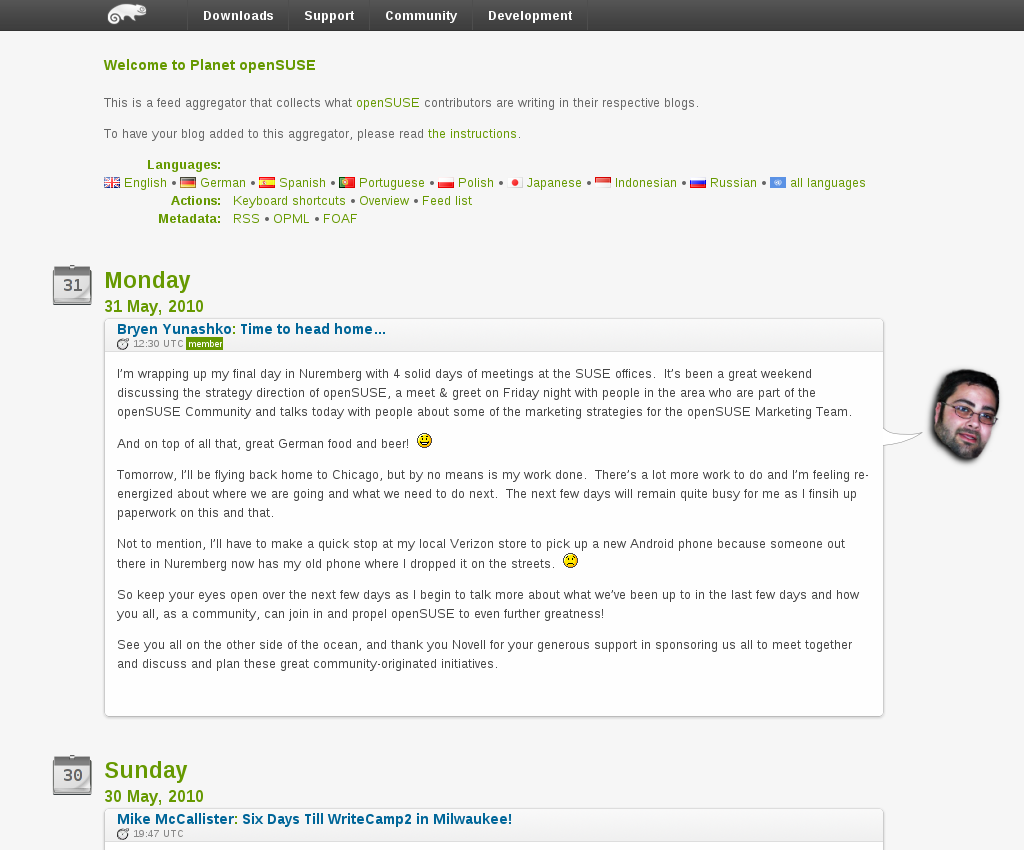 Downloads Support Community Development
Welcome to Planet openSUSE
This is a feed aggregator that collects what openSUSE contributors are writing in their respective blogs.
To have your blog added to this aggregator, please read the instructions.
Languages:
English • German • Spanish • Portuguese • Polish • Japanese • Indonesian • Russian • all languages
Actions: Keyboard shortcuts • Overview • Feed list
Metadata: RSS • OPML • FOAF
31 Monday
31 May, 2010
Bryen Yunashko: Time to head home…
12:30 UTC member
I’m wrapping up my final day in Nuremberg with 4 solid days of meetings at the SUSE offices.  It’s been a great weekend
discussing the strategy direction of openSUSE, a meet & greet on Friday night with people in the area who are part of the
openSUSE Community and talks today with people about some of the marketing strategies for the openSUSE Marketing Team.
And on top of all that, great German food and beer!
Tomorrow, I’ll be flying back home to Chicago, but by no means is my work done.  There’s a lot more work to do and I’m feeling re-
energized about where we are going and what we need to do next.  The next few days will remain quite busy for me as I finsih up
paperwork on this and that.
Not to mention, I’ll have to make a quick stop at my local Verizon store to pick up a new Android phone because someone out
there in Nuremberg now has my old phone where I dropped it on the streets.
So keep your eyes open over the next few days as I begin to talk more about what we’ve been up to in the last few days and how
you all, as a community, can join in and propel openSUSE to even further greatness!
See you all on the other side of the ocean, and thank you Novell for your generous support in sponsoring us all to meet together
and discuss and plan these great community-originated initiatives.
30 Sunday
30 May, 2010
Mike McCallister: Six Days Till WriteCamp2 in Milwaukee!
19:47 UTC